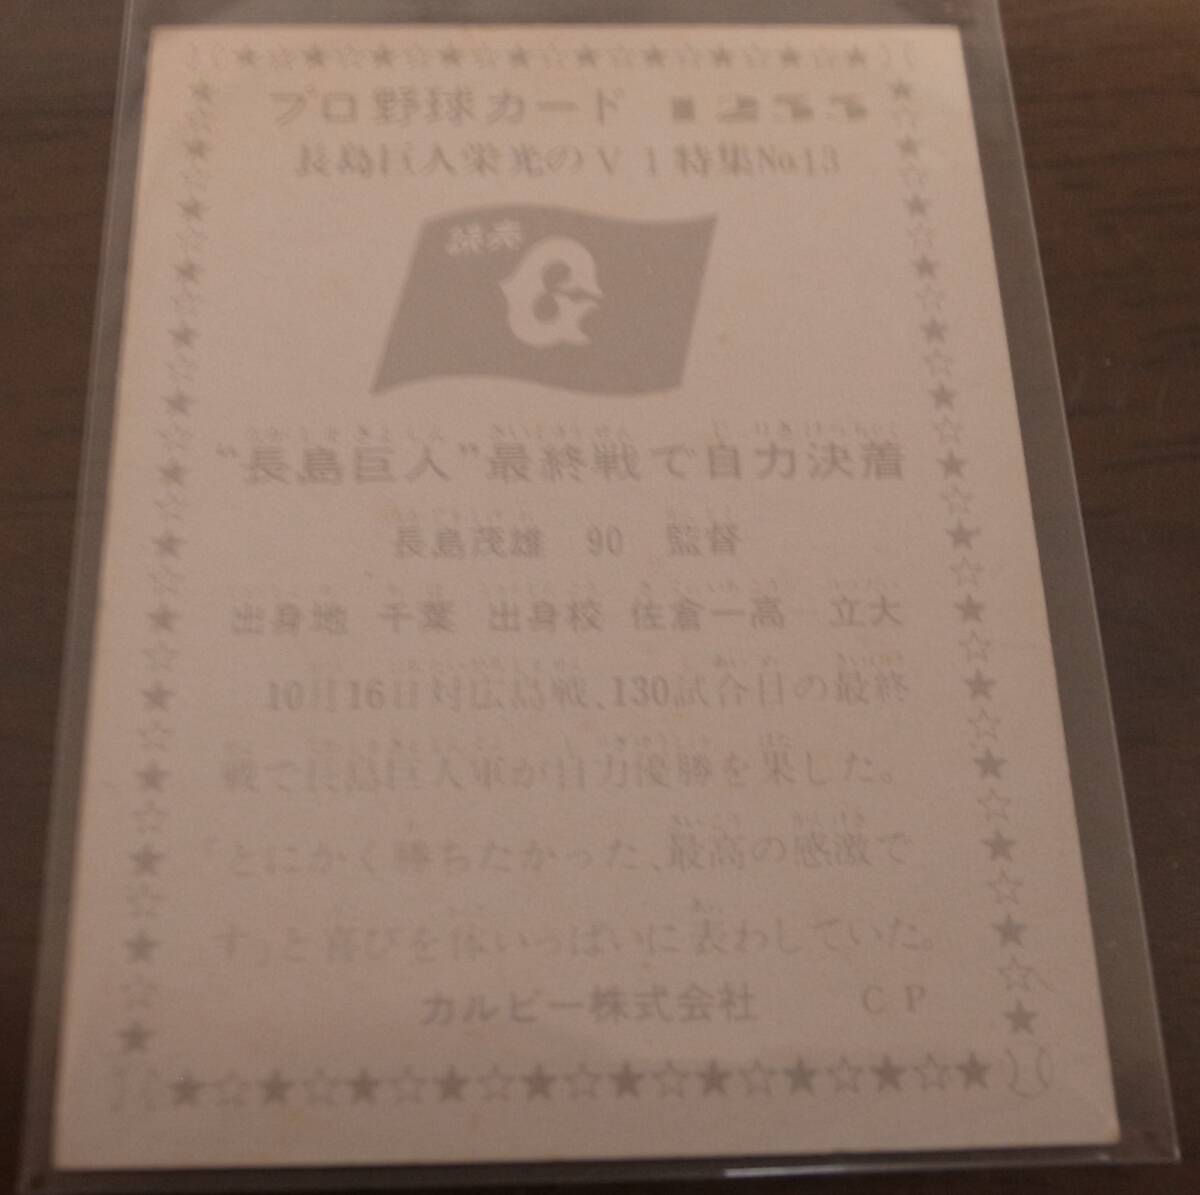 プロ野球カード
長島巨人栄光のV1特集No.13
"長島巨人"最終戦で自力決着
長島茂雄 90 監督
出身地 千葉 出身校 佐倉一高 立大
10月16日対広島戦、130試合目の最終
戦で長島巨人軍が自力優勝を果した。
「とにかく勝ちたかった、最高の感激で
す」と喜びを体いっぱいに表わしていた。
カルビー株式会社 CP